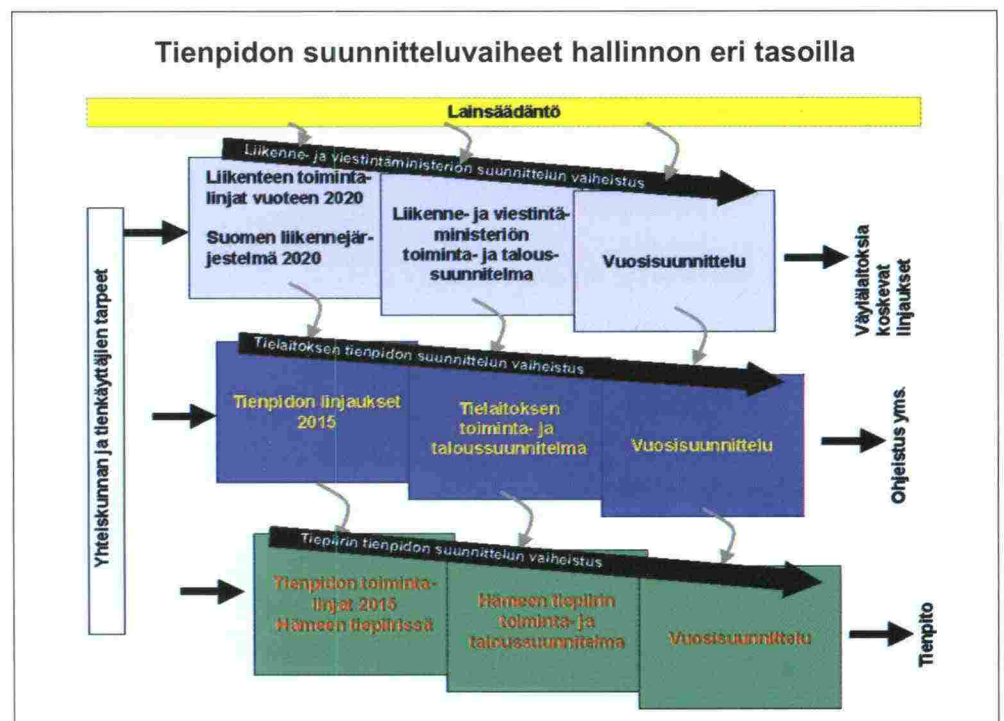 Tienpidon suunnitteluvaiheet hallinnon eri tasoilla
Lainsäädäntö
Yhteiskunnan ja tienkäyttäjien tarpeet
Liikenne- ja viestintäministeriön suunnittelun vaiheistus
Liikenteen toiminta-
linjat vuoteen 2020
Suomen liikennejär-
jestelmä 2020
Liikenne- ja viestintä-
ministeriön
toiminta- ja talous-
suunnitelma
Vuosisuunnittelu
Väylälaitoksia
koskevat
linjaukset
Tielaitoksen tienpidon suunnittelun vaiheistus
Tienpidon linjaukset
2015
Tielaitoksen
toiminta- ja
taloussuunnitelma
Vuosisuunnittelu
Ohjeistus yms.
Tiepiirin tienpidon suunnittelun vaiheistus
Tienpidon toiminta-
linjat 2015
Hämeen tiepiirissä
Hämeen tiepiirin
toiminta- ja
taloussuunnitelma
Vuosisuunnittelu
Tienpito